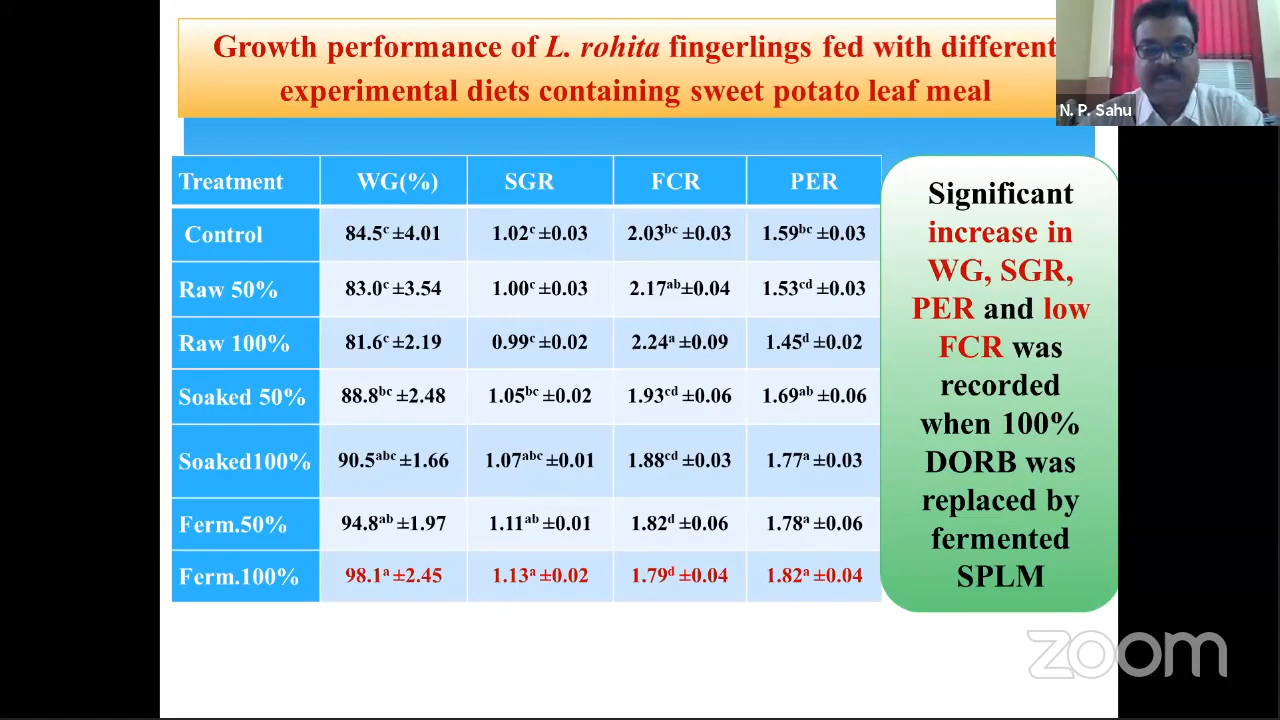 Growth performance of L. rohita fingerlings fed with different
experimental diets containing sweet potato leaf meal
N. P. Sahu
Treatment WG(%) SGR FCR PER
Control 84.5ᶜ ±4.01 1.02ᶜ ±0.03 2.03ᵇᶜ ±0.03 1.59ᵇᶜ ±0.03
Raw 50% 83.0ᶜ ±3.54 1.00ᶜ ±0.03 2.17ᵃᵇ±0.04 1.53ᶜᵈ ±0.03
Raw 100% 81.6ᶜ ±2.19 0.99ᶜ ±0.02 2.24ᵃ ±0.09 1.45ᵈ ±0.02
Soaked 50% 88.8ᵇᶜ ±2.48 1.05ᵇᶜ ±0.02 1.93ᶜᵈ ±0.06 1.69ᵃᵇ ±0.06
Soaked100% 90.5ᵃᵇᶜ ±1.66 1.07ᵃᵇᶜ ±0.01 1.88ᶜᵈ ±0.03 1.77ᵃ ±0.03
Ferm.50% 94.8ᵃᵇ ±1.97 1.11ᵃᵇ ±0.01 1.82ᵈ ±0.06 1.78ᵃ ±0.06
Ferm.100% 98.1ᵃ ±2.45 1.13ᵃ ±0.02 1.79ᵈ ±0.04 1.82ᵃ ±0.04
Significant
increase in
WG, SGR,
PER and low
FCR was
recorded
when 100%
DORB was
replaced by
fermented
SPLM
zoom